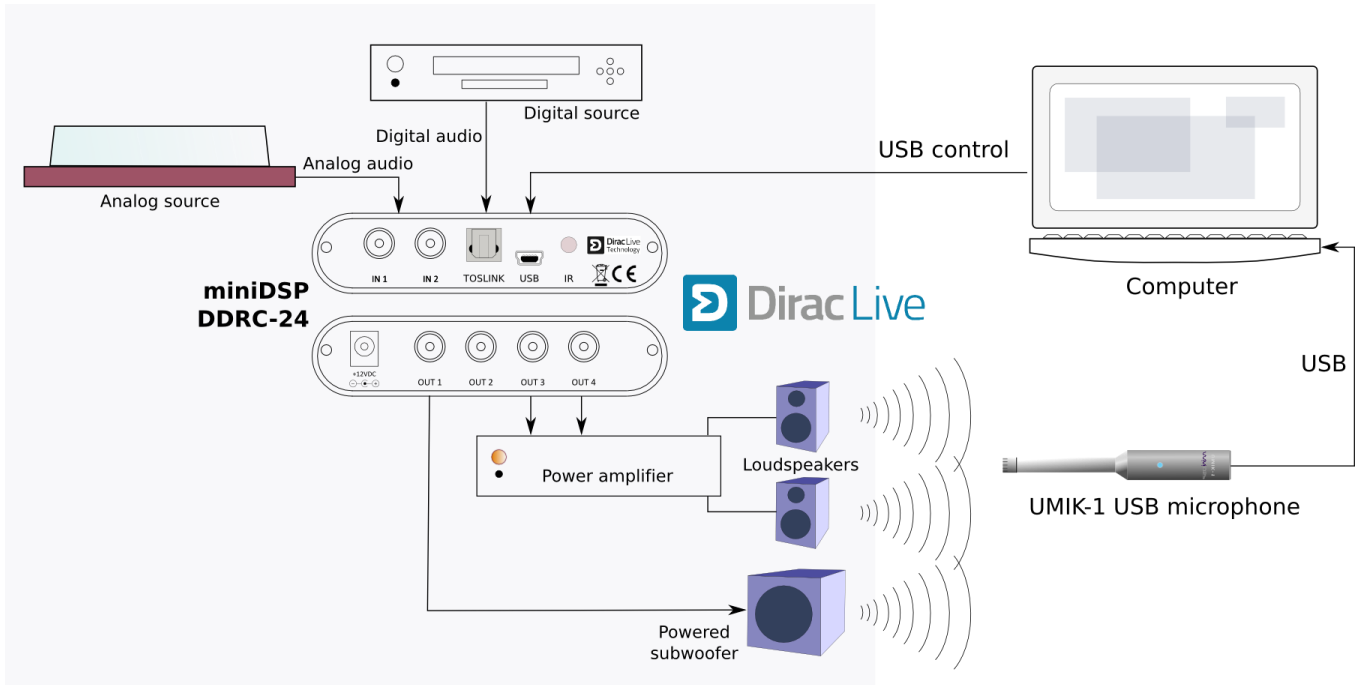 Digital source
Digital audio
Analog audio
Analog source
USB control
IN 1
IN 2
TOSLINK
USB
IR
Dirac Live
Technology
CE
miniDSP
DDRC-24
Dirac Live
Computer
+12VDC
OUT 1
OUT 2
OUT 3
OUT 4
USB
Power amplifier
Loudspeakers
UMIK-1 USB microphone
Powered
subwoofer